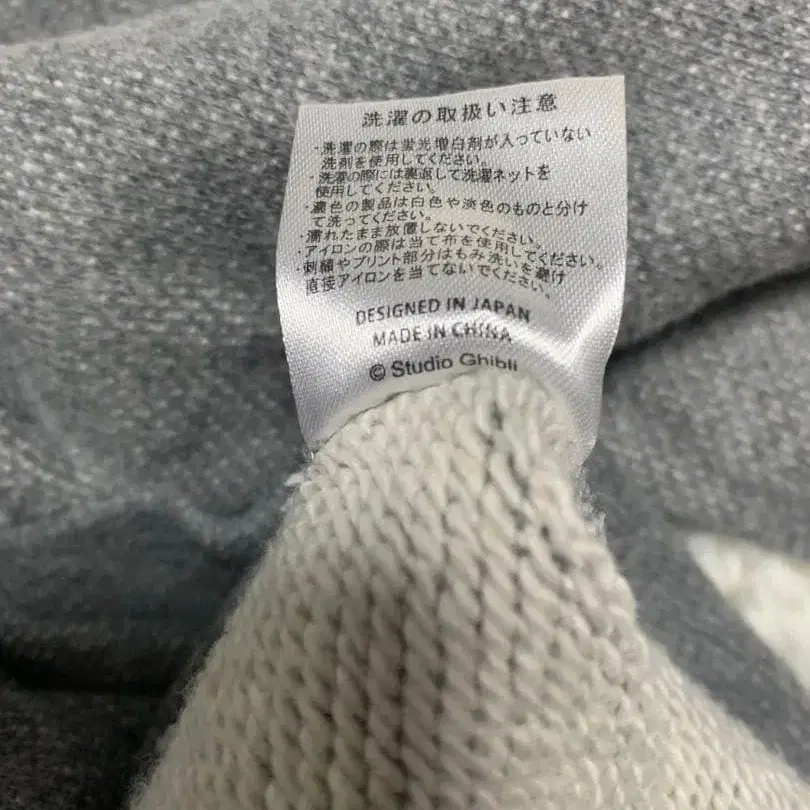 洗濯の取扱い注意
・洗濯の際は蛍光増白剤が入っていない
洗剤を使用してください。
・洗濯の際には裏返して洗濯ネットを
使用してください。
・濃色の製品は白色や淡色のものと分け
て洗ってください。
・濡れたまま放置しないでください。
・アイロンの際は当て布を使用してください。
・刺繍やプリント部分はもみ洗いを避け
直接アイロンを当てないでください。
DESIGNED IN JAPAN
MADE IN CHINA
© Studio Ghibli